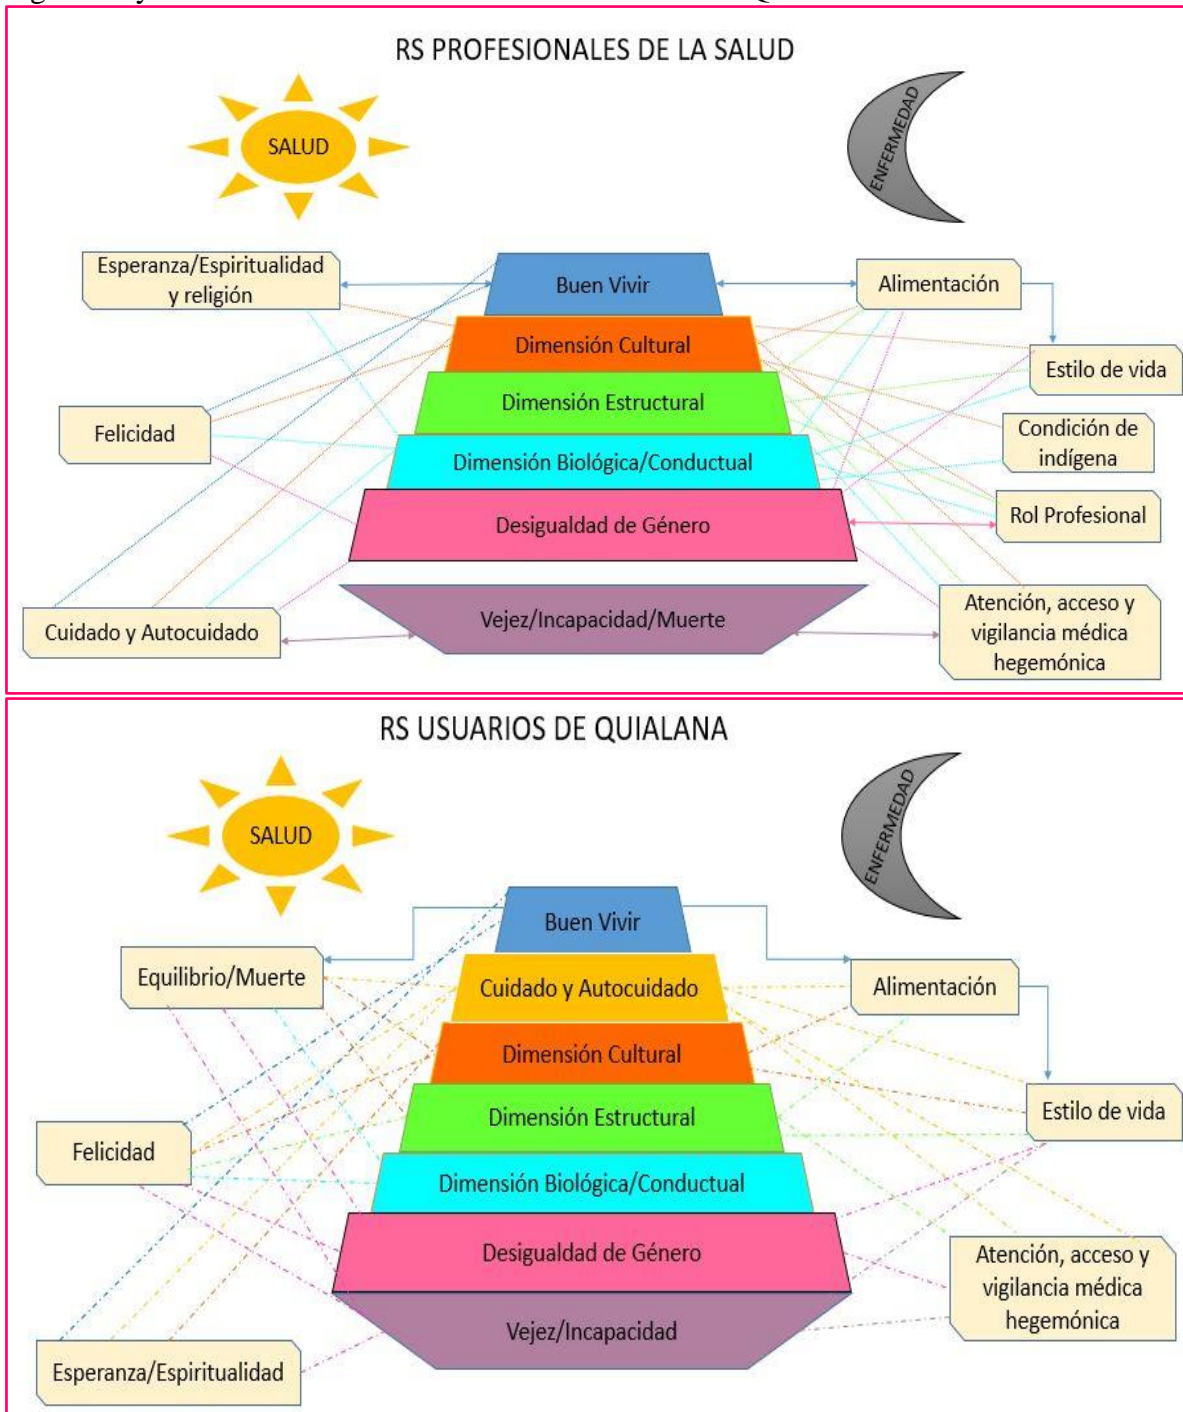 RS PROFESIONALES DE LA SALUD
SALUD
ENFERMEDAD
Esperanza/Espiritualidad
y religión
Buen Vivir
Alimentación
Dimensión Cultural
Estilo de vida
Dimensión Estructural
Felicidad
Condición de
indígena
Dimensión Biológica/Conductual
Rol Profesional
Desigualdad de Género
Cuidado y Autocuidado
Vejez/Incapacidad/Muerte
Atención, acceso y
vigilancia médica
hegemónica
RS USUARIOS DE QUIALANA
SALUD
ENFERMEDAD
Buen Vivir
Equilibrio/Muerte
Cuidado y Autocuidado
Alimentación
Dimensión Cultural
Dimensión Estructural
Estilo de vida
Felicidad
Dimensión Biológica/Conductual
Desigualdad de Género
Atención, acceso y
vigilancia médica
hegemónica
Vejez/Incapacidad
Esperanza/Espiritualidad